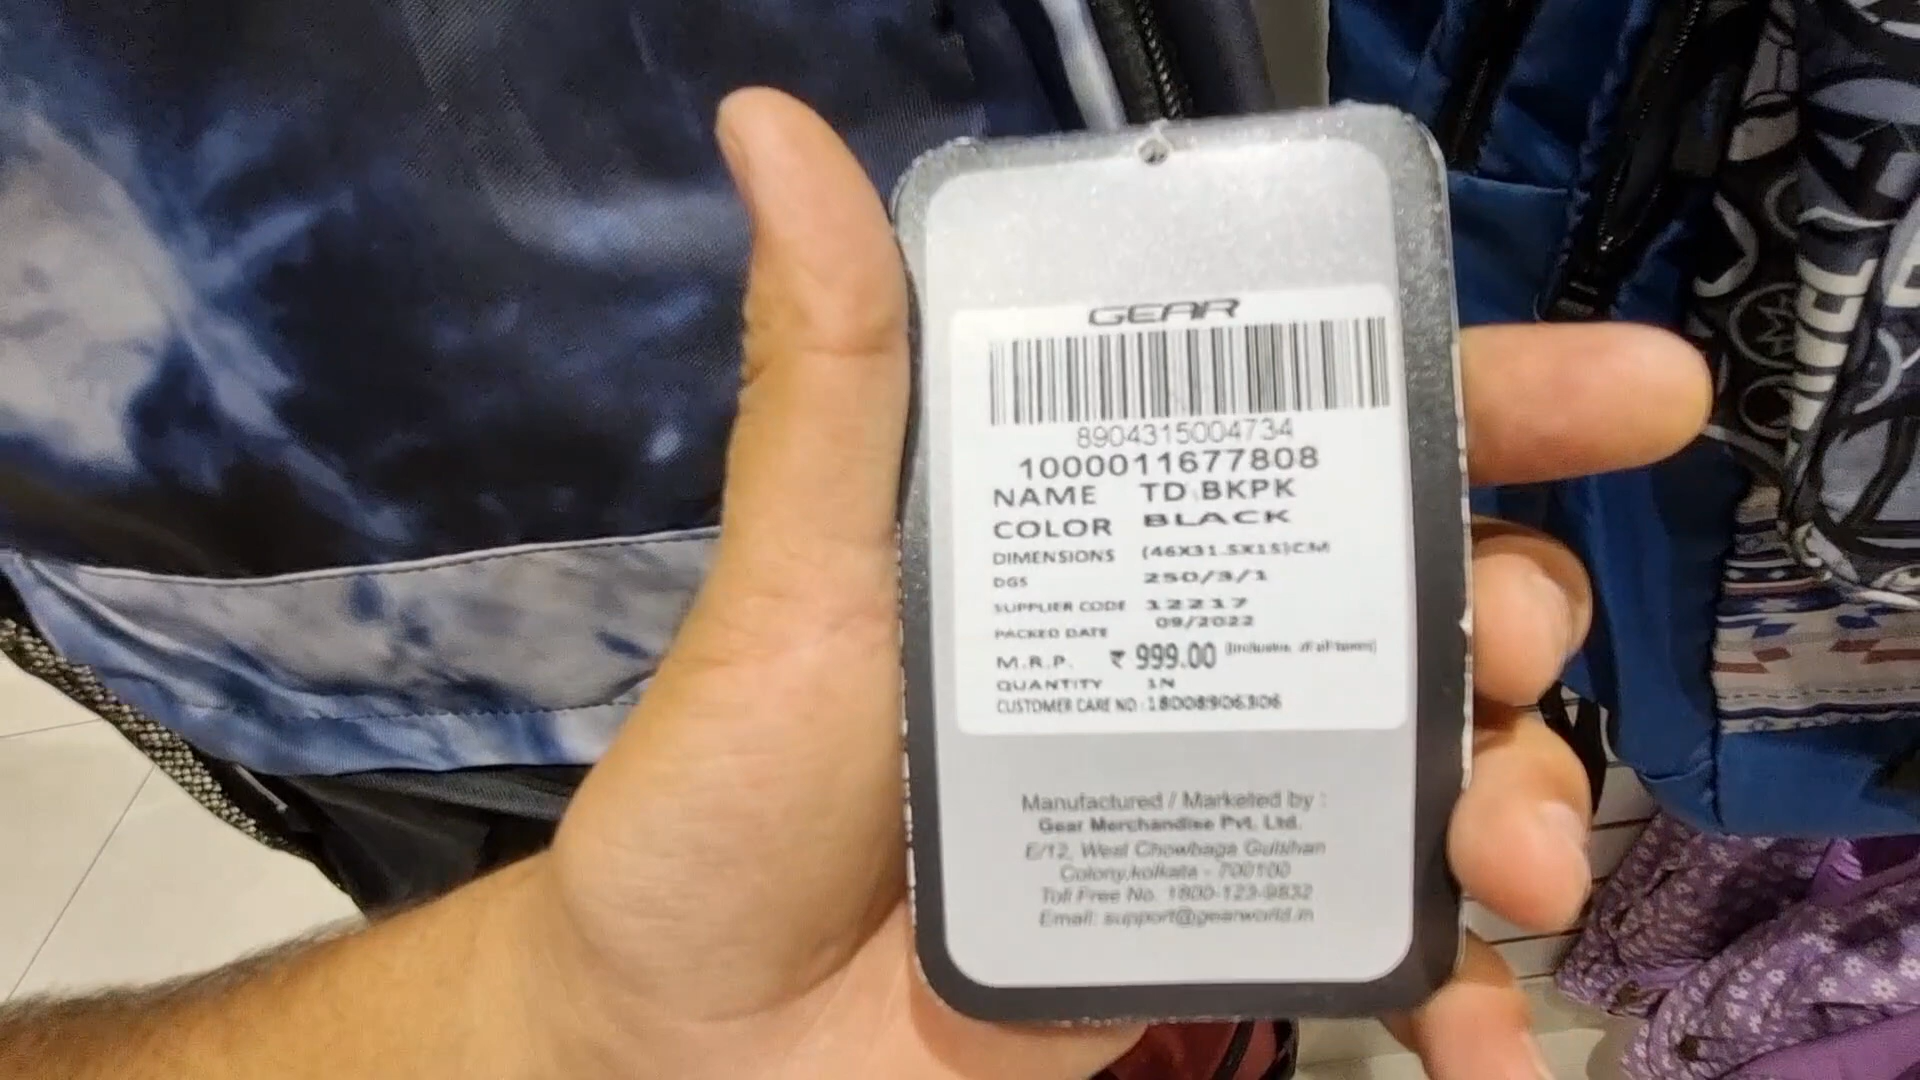 GEAR
8904315004734
1000011677808
NAME TD.BKPK
COLOR BLACK
DIMENSIONS (46X31.5X15)CM
DGS 250/3/1
SUPPLIER CODE 12217
PACKED DATE 09/2022
M.R.P. ₹ 999.00 (Inclusive of all taxes)
QUANTITY 1N
CUSTOMER CARE NO : 18008906306
Manufactured / Marketed by :
Gear Merchandise Pvt. Ltd.
E/12, West Chowbaga Gulshan
Colony,kolkata - 700100
Toll Free No. 1800-123-9832
Email: support@gearworld.in